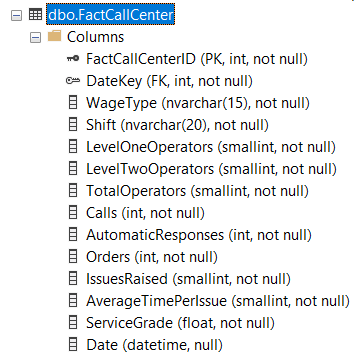 dbo.FactCallCenter
Columns
FactCallCenterID (PK, int, not null)
DateKey (FK, int, not null)
WageType (nvarchar(15), not null)
Shift (nvarchar(20), not null)
LevelOneOperators (smallint, not null)
LevelTwoOperators (smallint, not null)
TotalOperators (smallint, not null)
Calls (int, not null)
AutomaticResponses (int, not null)
Orders (int, not null)
IssuesRaised (smallint, not null)
AverageTimePerIssue (smallint, not null)
ServiceGrade (float, not null)
Date (datetime, null)